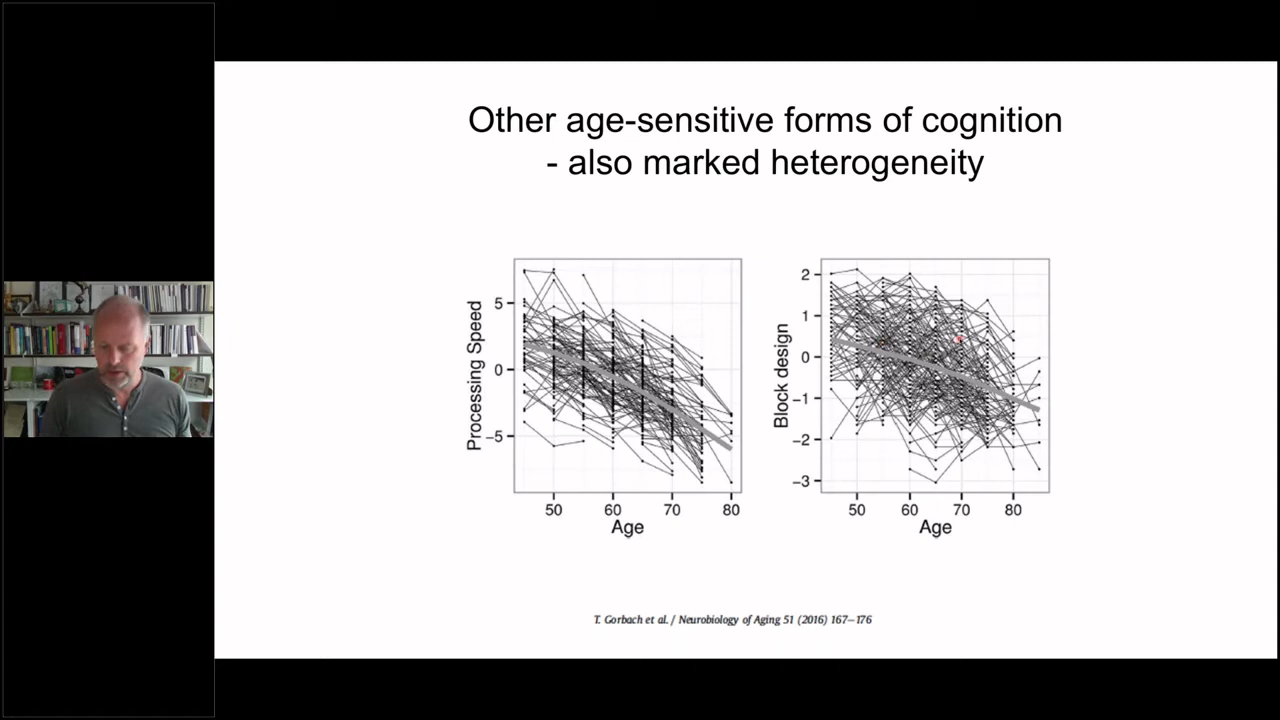 Other age-sensitive forms of cognition
- also marked heterogeneity
Processing Speed
5
0
−5
50
60
70
80
Age
Block design
2
1
0
−1
−2
−3
50
60
70
80
Age
T. Gorbach et al. / Neurobiology of Aging 51 (2016) 167–176